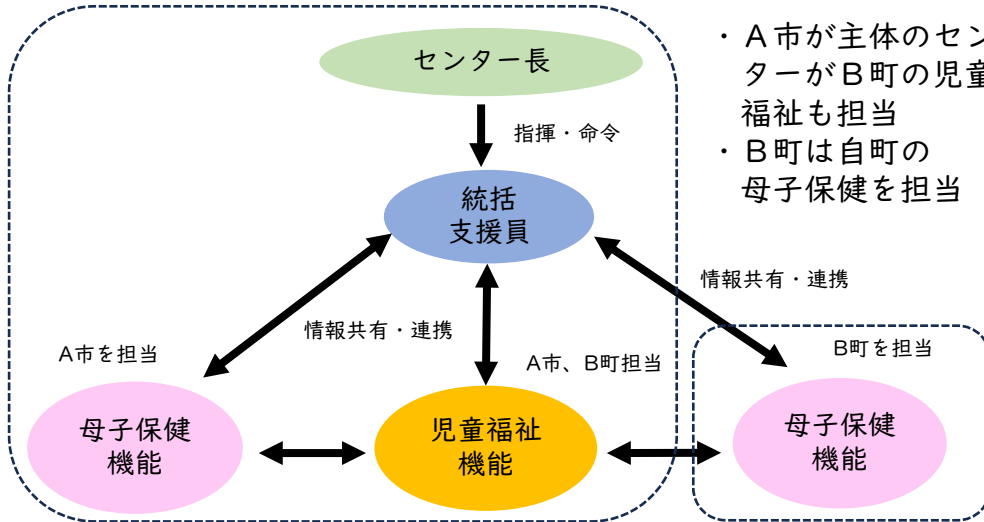 センター長
・A市が主体のセン
ターがB町の児童
福祉も担当
・B町は自町の
母子保健を担当
指揮・命令
統括
支援員
情報共有・連携
情報共有・連携
A市を担当
A市、B町担当
B町を担当
母子保健
機能
児童福祉
機能
母子保健
機能